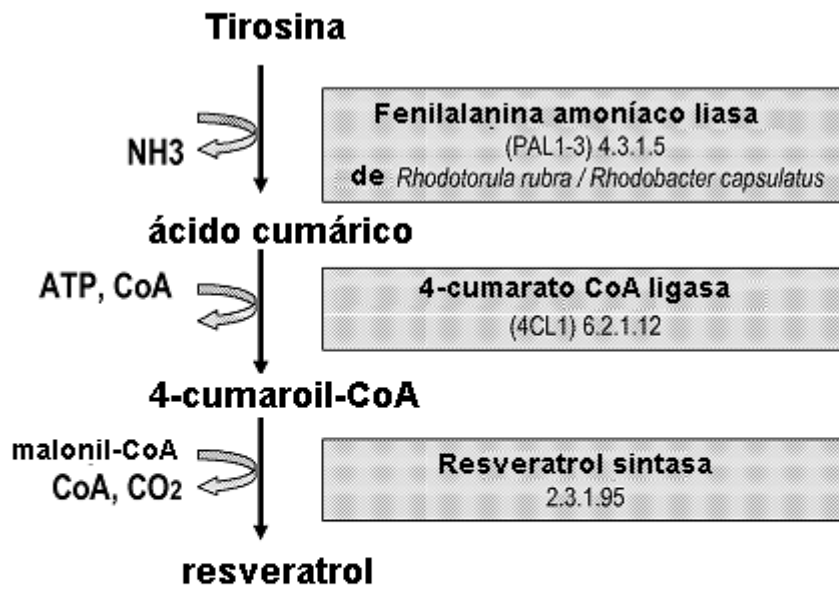 Tirosina
NH3
Fenilalanina amoníaco liasa
(PAL1-3) 4.3.1.5
de Rhodotorula rubra / Rhodobacter capsulatus
ácido cumárico
ATP, CoA
4-cumarato CoA ligasa
(4CL1) 6.2.1.12
4-cumaroil-CoA
malonil-CoA
CoA, CO2
Resveratrol sintasa
2.3.1.95
resveratrol